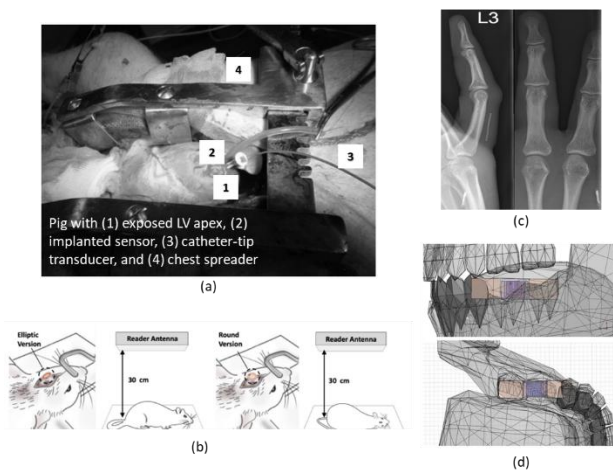 4
2
3
1
Pig with (1) exposed LV apex, (2)
implanted sensor, (3) catheter-tip
transducer, and (4) chest spreader
(a)
Elliptic
Version
Reader Antenna
30 cm
Round
Version
Reader Antenna
30 cm
(b)
L3
(c)
(d)